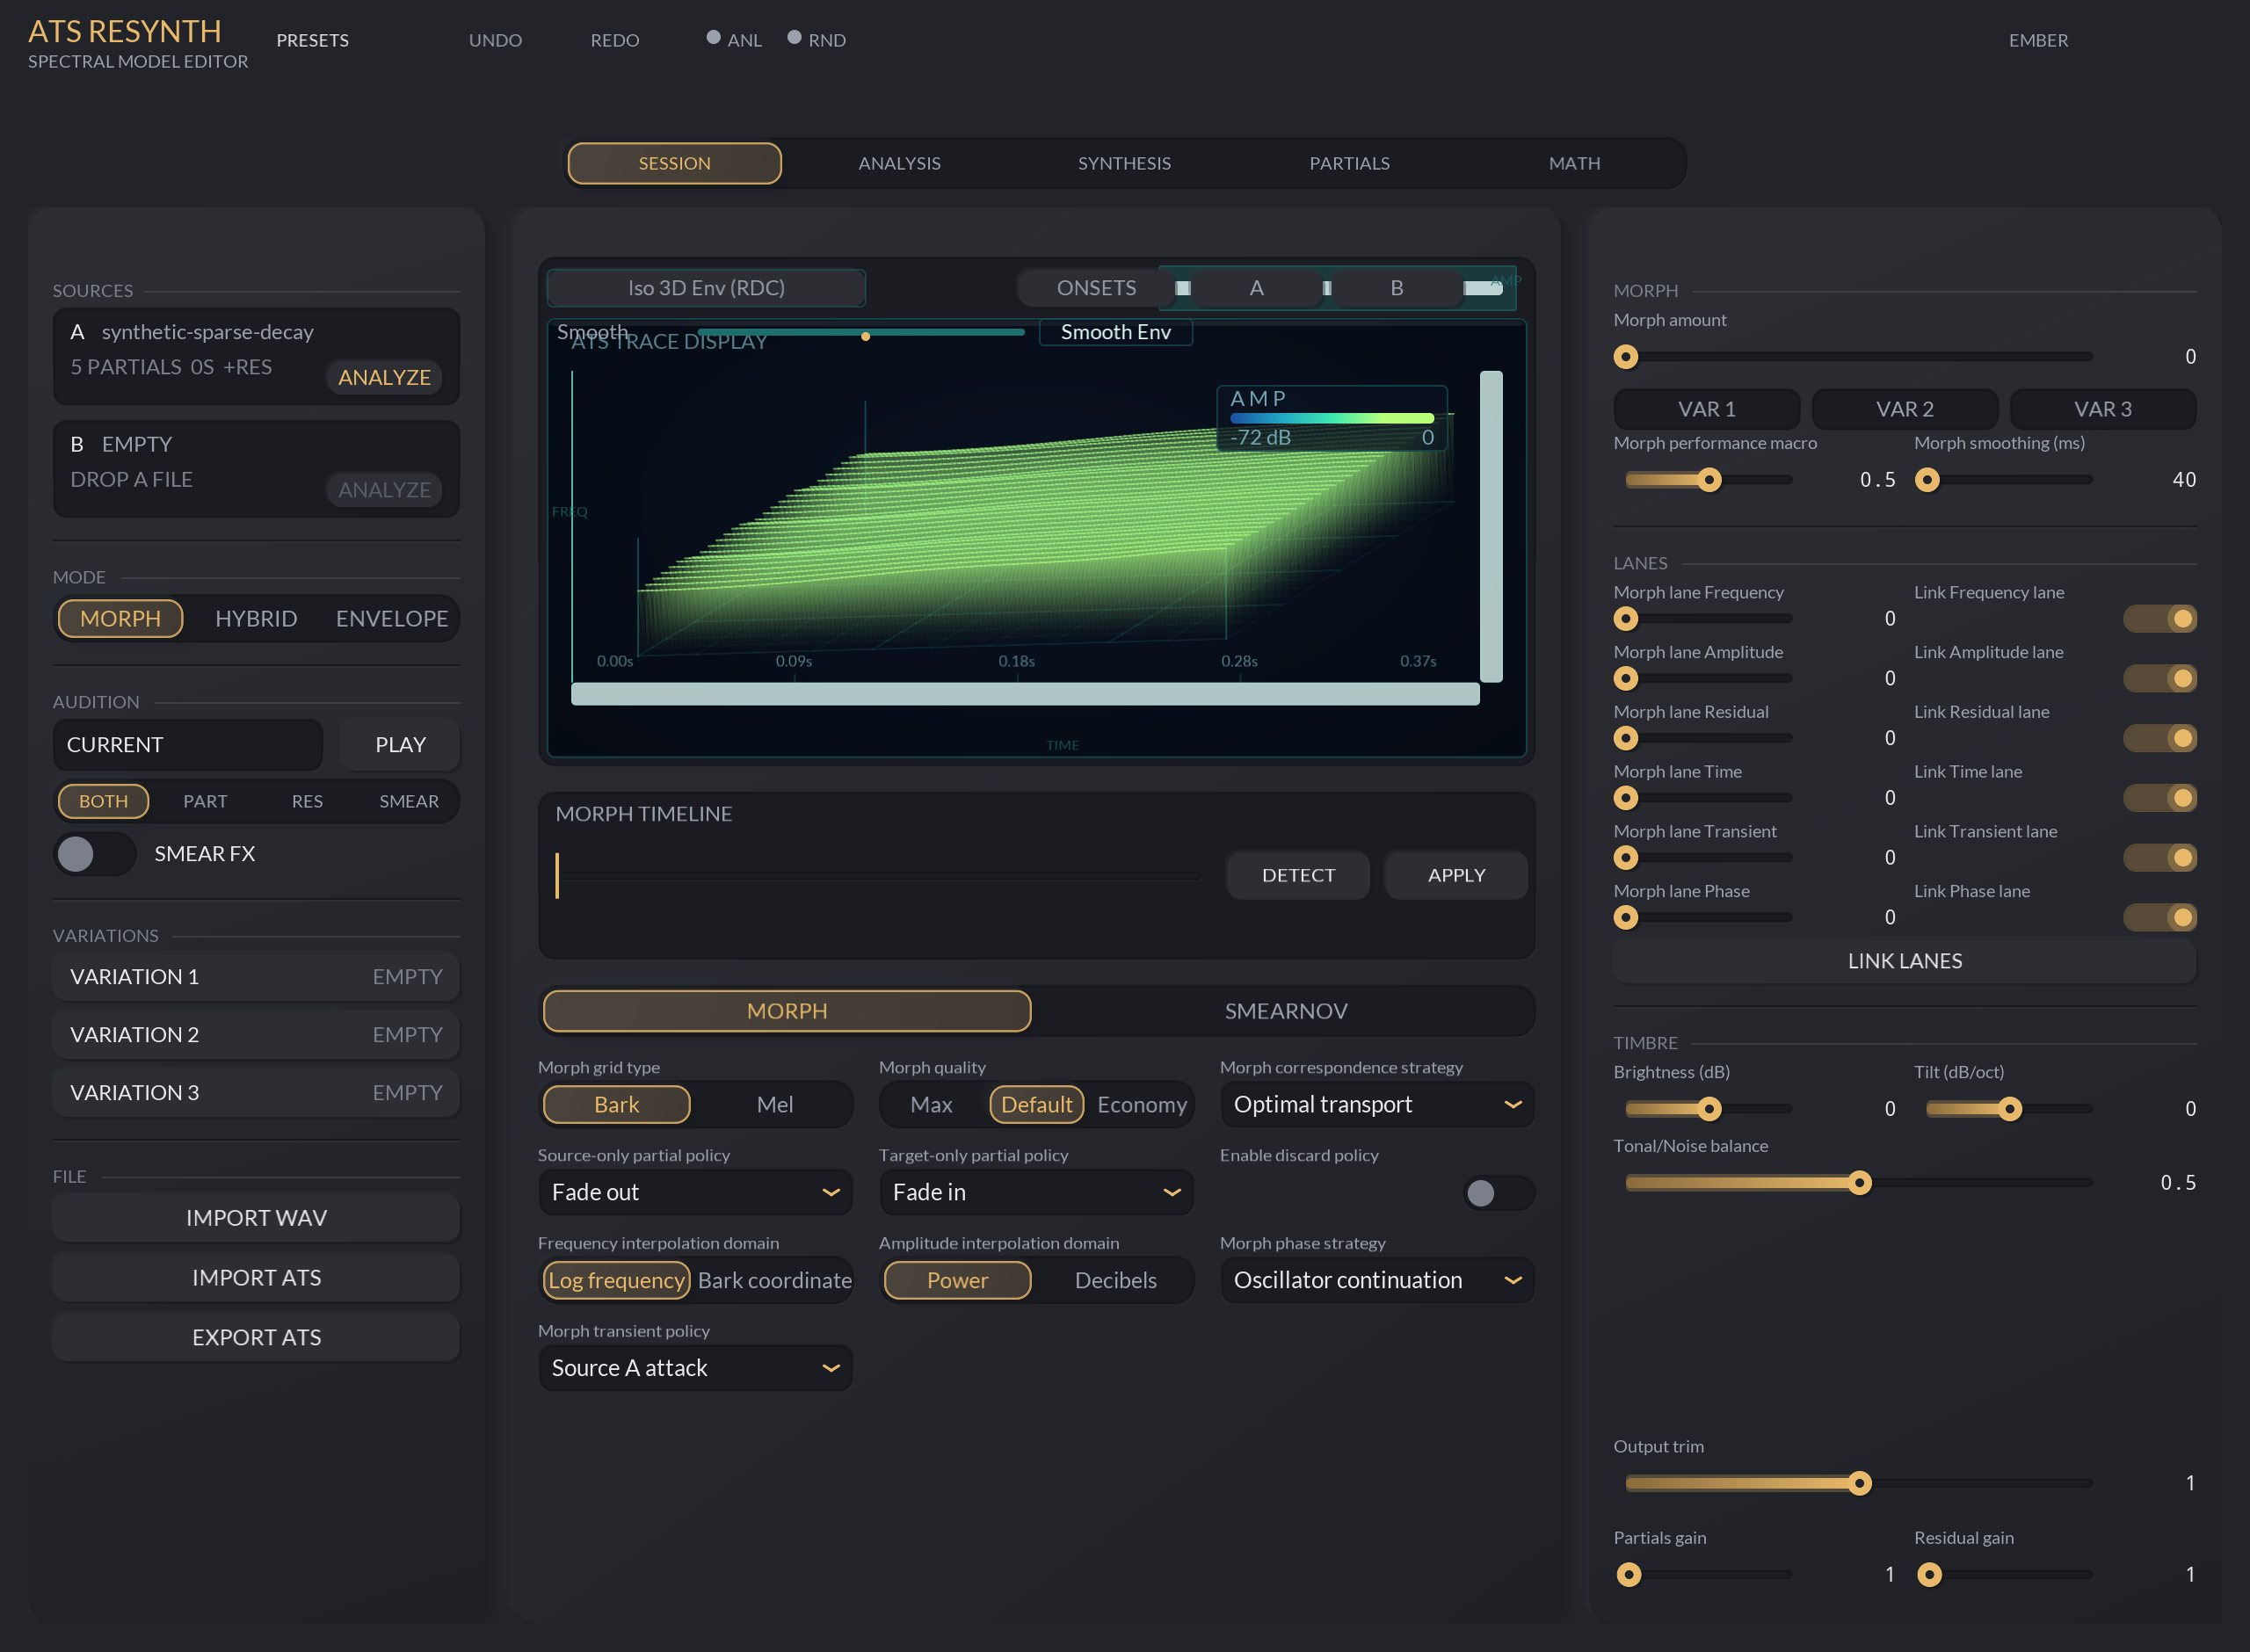 ATS RESYNTH
SPECTRAL MODEL EDITOR
PRESETS
UNDO
REDO
ANL
RND
EMBER
SESSION
ANALYSIS
SYNTHESIS
PARTIALS
MATH
SOURCES
A synthetic-sparse-decay
5 PARTIALS 0S +RES
ANALYZE
B EMPTY
DROP A FILE
ANALYZE
MODE
MORPH
HYBRID
ENVELOPE
AUDITION
CURRENT
PLAY
BOTH
PART
RES
SMEAR
SMEAR FX
VARIATIONS
VARIATION 1 EMPTY
VARIATION 2 EMPTY
VARIATION 3 EMPTY
FILE
IMPORT WAV
IMPORT ATS
EXPORT ATS
Iso 3D Env (RDC)
ONSETS
A
B
AMP
Smooth
Smooth Env
ATS TRACE DISPLAY
AMP
-72 dB 0
FREQ
0.00s 0.09s 0.18s 0.28s 0.37s
TIME
MORPH TIMELINE
DETECT
APPLY
MORPH
SMEARNOV
Morph grid type
Bark
Mel
Morph quality
Max
Default
Economy
Morph correspondence strategy
Optimal transport
Source-only partial policy
Fade out
Target-only partial policy
Fade in
Enable discard policy
Frequency interpolation domain
Log frequency
Bark coordinate
Amplitude interpolation domain
Power
Decibels
Morph phase strategy
Oscillator continuation
Morph transient policy
Source A attack
MORPH
Morph amount
0
VAR 1
VAR 2
VAR 3
Morph performance macro
0.5
Morph smoothing (ms)
40
LANES
Morph lane Frequency
0
Link Frequency lane
Morph lane Amplitude
0
Link Amplitude lane
Morph lane Residual
0
Link Residual lane
Morph lane Time
0
Link Time lane
Morph lane Transient
0
Link Transient lane
Morph lane Phase
0
Link Phase lane
LINK LANES
TIMBRE
Brightness (dB)
0
Tilt (dB/oct)
0
Tonal/Noise balance
0.5
Output trim
1
Partials gain
1
Residual gain
1